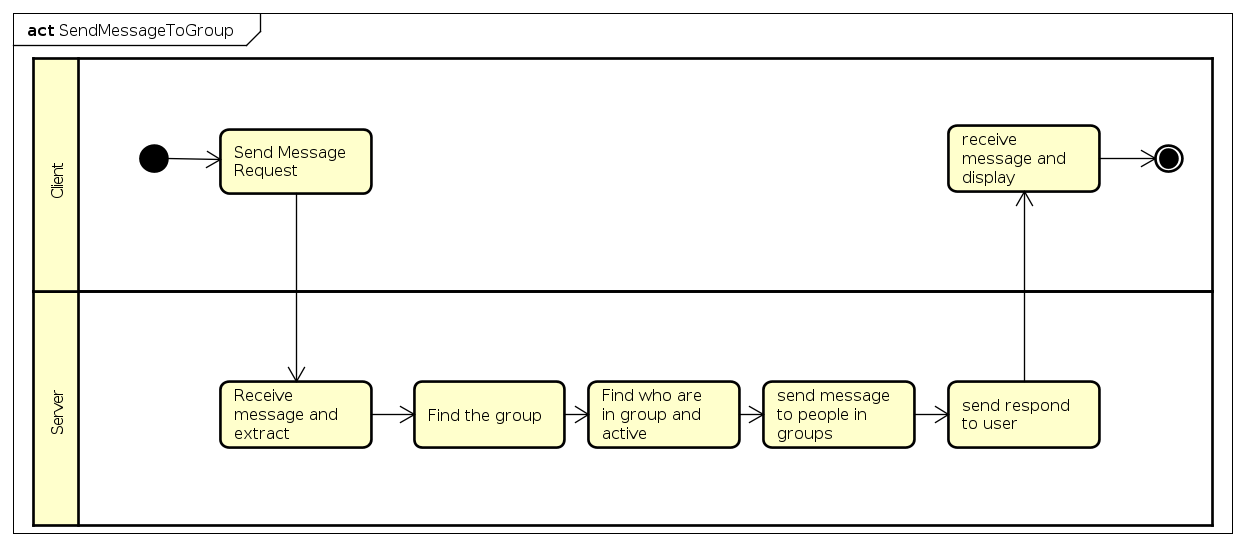 act SendMessageToGroup
Client
Send Message
Request
receive
message and
display
Server
Receive
message and
extract
Find the group
Find who are
in group and
active
send message
to people in
groups
send respond
to user